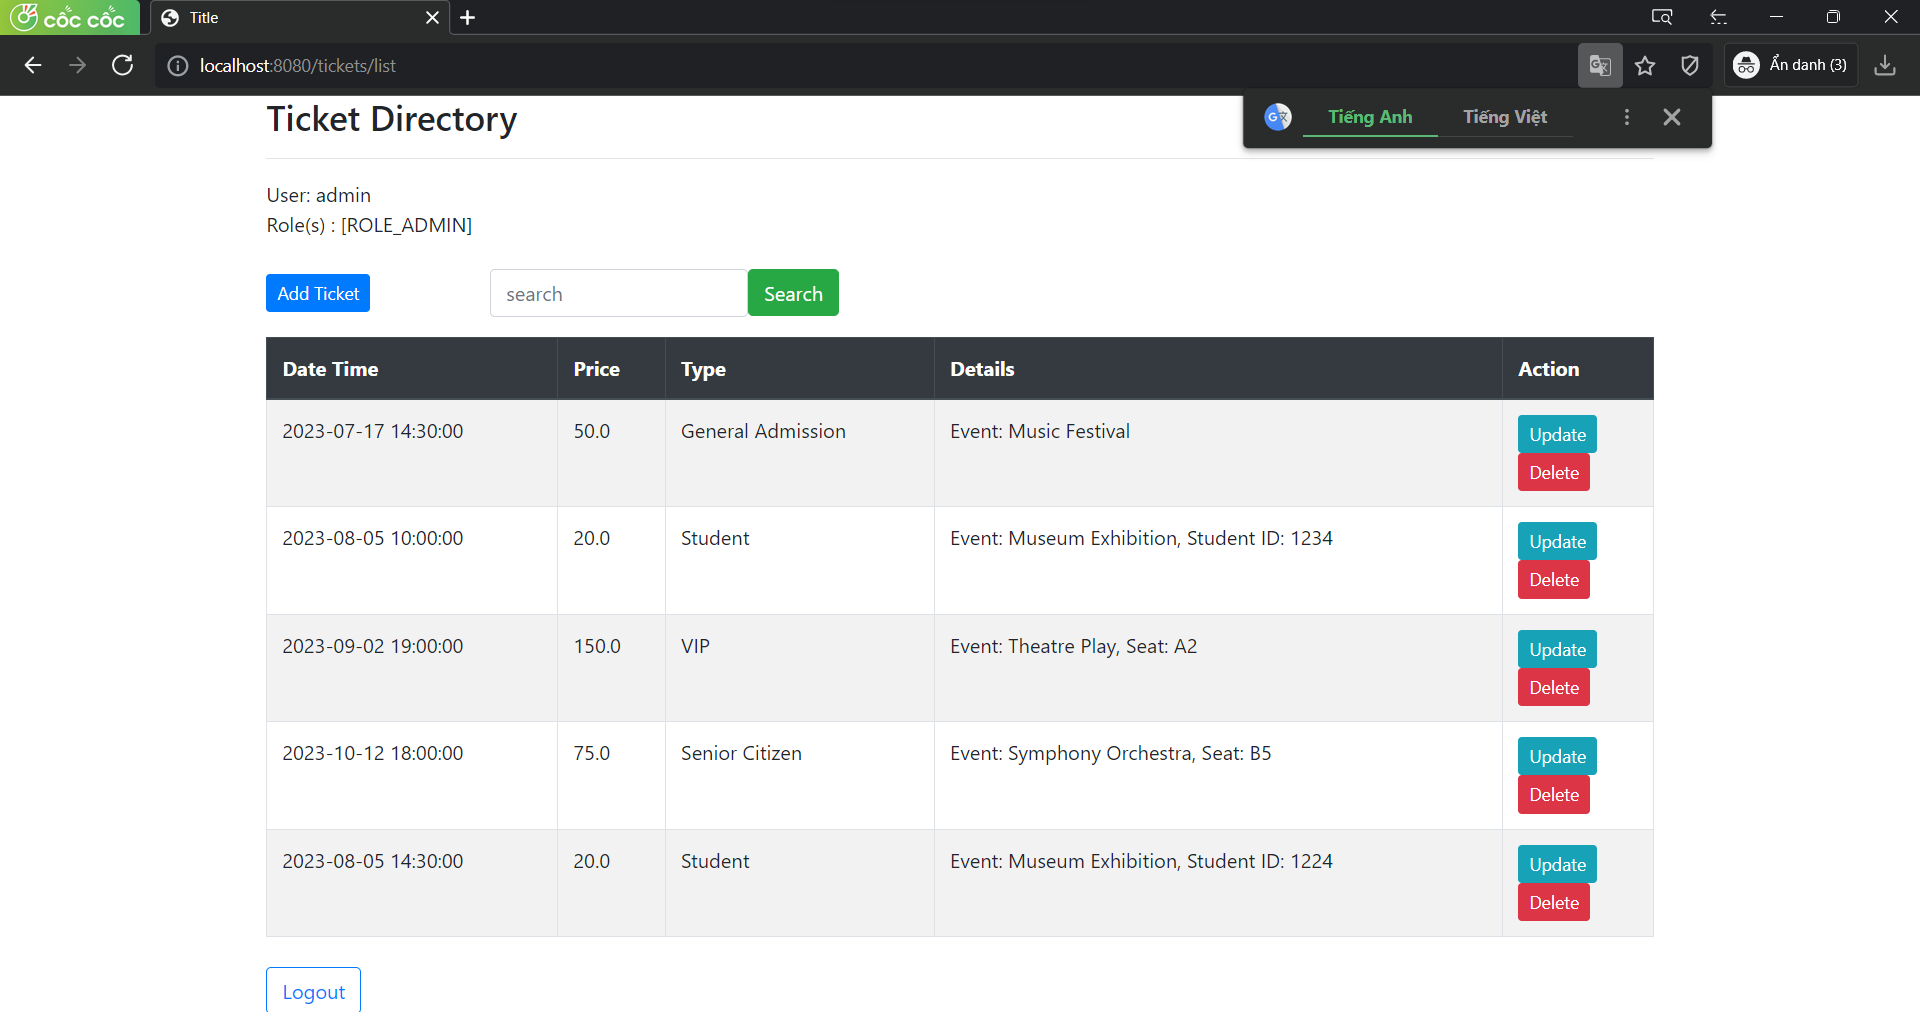 cốc cốc
Title
localhost:8080/tickets/list
Ẩn danh (3)
Tiếng Anh
Tiếng Việt
Ticket Directory
User: admin
Role(s) : [ROLE_ADMIN]
Add Ticket
search
Search
Date Time Price Type Details Action
2023-07-17 14:30:00 50.0 General Admission Event: Music Festival Update
Delete
2023-08-05 10:00:00 20.0 Student Event: Museum Exhibition, Student ID: 1234 Update
Delete
2023-09-02 19:00:00 150.0 VIP Event: Theatre Play, Seat: A2 Update
Delete
2023-10-12 18:00:00 75.0 Senior Citizen Event: Symphony Orchestra, Seat: B5 Update
Delete
2023-08-05 14:30:00 20.0 Student Event: Museum Exhibition, Student ID: 1224 Update
Delete
Logout